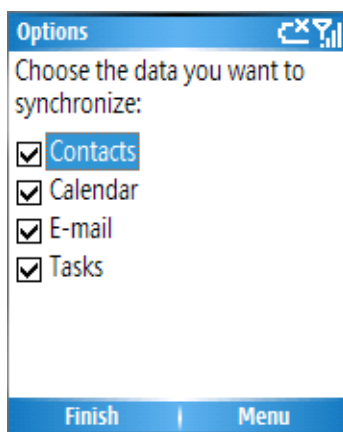 Options
Choose the data you want to
synchronize:
Contacts
Calendar
E-mail
Tasks
Finish
Menu